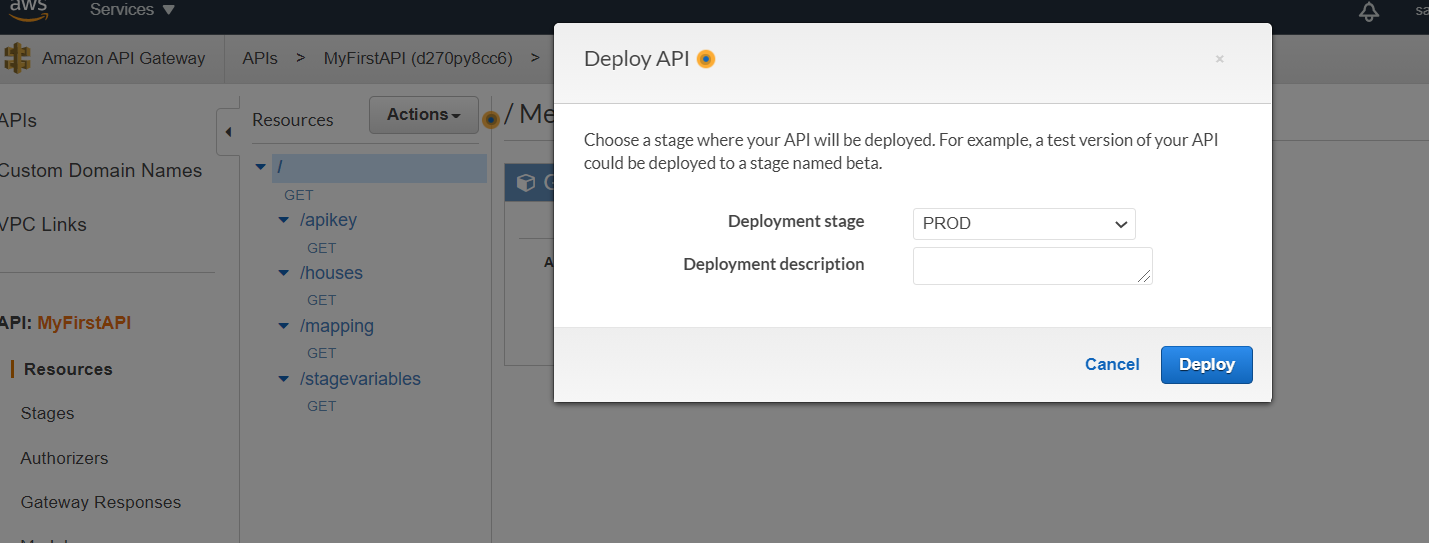 aws
Services
Amazon API Gateway
APIs > MyFirstAPI (d270py8cc6) >
APIs
Custom Domain Names
VPC Links
API: MyFirstAPI
Resources
Stages
Authorizers
Gateway Responses
Resources
Actions
/
GET
/apikey
GET
/houses
GET
/mapping
GET
/stagevariables
GET
/ Me
G
A
Deploy API
×
Choose a stage where your API will be deployed. For example, a test version of your API
could be deployed to a stage named beta.
Deployment stage
PROD
Deployment description
Cancel
Deploy